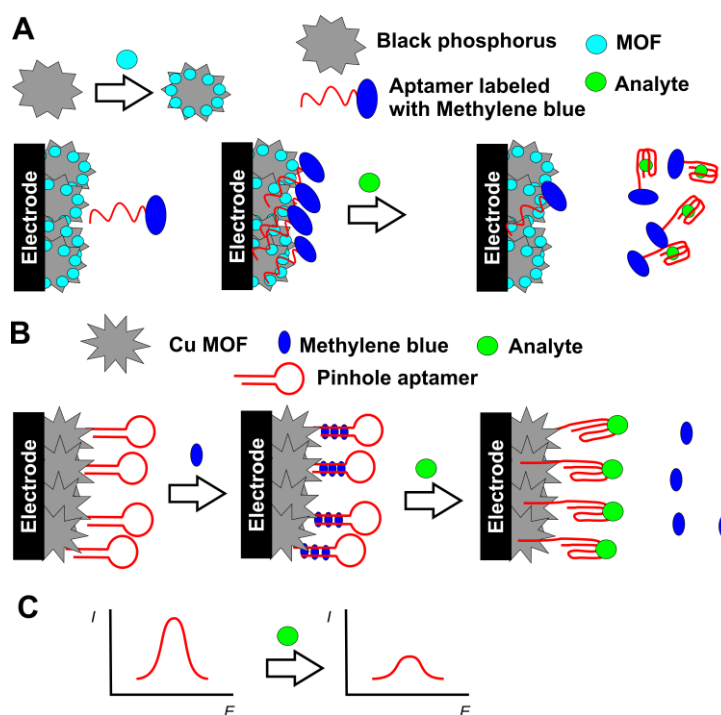 A
Black phosphorus
MOF
Aptamer labeled
with Methylene blue
Analyte
Electrode
Electrode
Electrode
B
Cu MOF
Methylene blue
Analyte
Pinhole aptamer
Electrode
Electrode
Electrode
C
I
I
E
E